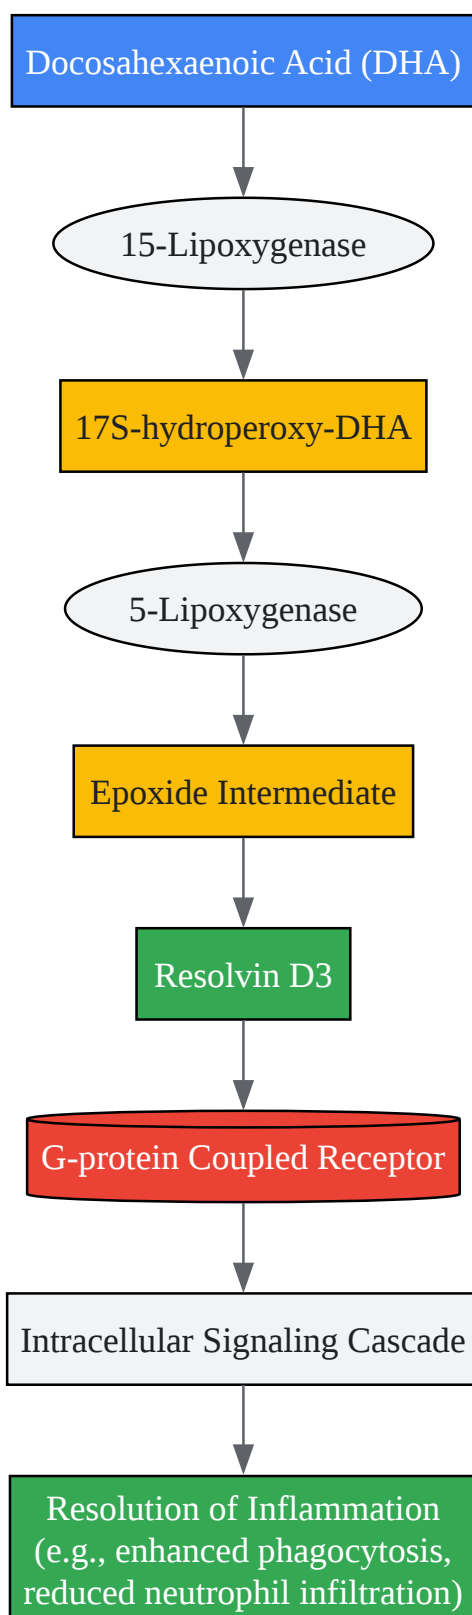 Docosahexaenoic Acid (DHA)
15-Lipoxygenase
17S-hydroperoxy-DHA
5-Lipoxygenase
Epoxide Intermediate
Resolvin D3
G-protein Coupled Receptor
Intracellular Signaling Cascade
Resolution of Inflammation
(e.g., enhanced phagocytosis,
reduced neutrophil infiltration)